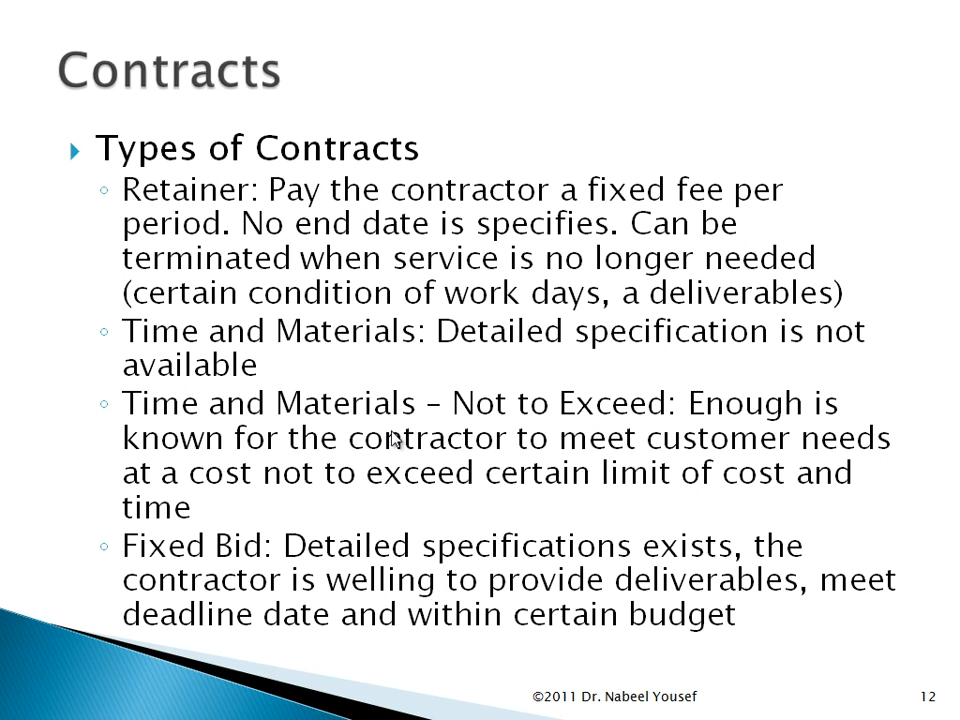 Contracts
Types of Contracts
Retainer: Pay the contractor a fixed fee per
period. No end date is specifies. Can be
terminated when service is no longer needed
(certain condition of work days, a deliverables)
Time and Materials: Detailed specification is not
available
Time and Materials – Not to Exceed: Enough is
known for the contractor to meet customer needs
at a cost not to exceed certain limit of cost and
time
Fixed Bid: Detailed specifications exists, the
contractor is welling to provide deliverables, meet
deadline date and within certain budget
©2011 Dr. Nabeel Yousef
12